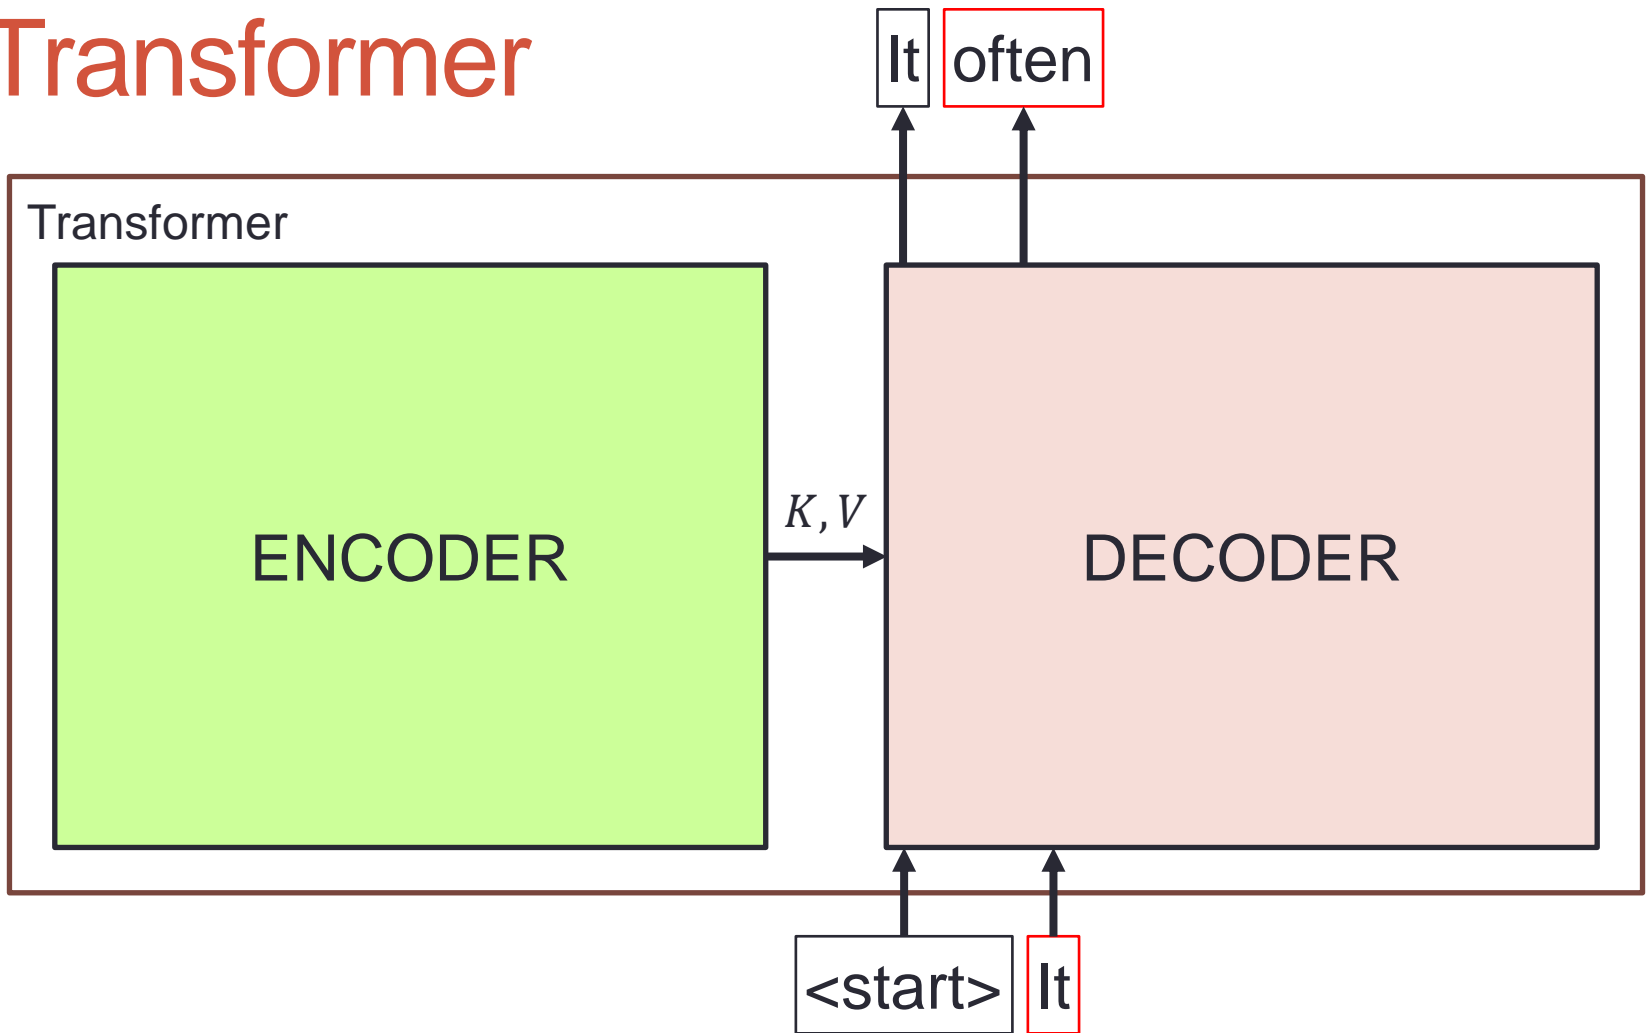 Transformer
It often
Transformer
K, V
ENCODER
DECODER
<start> It